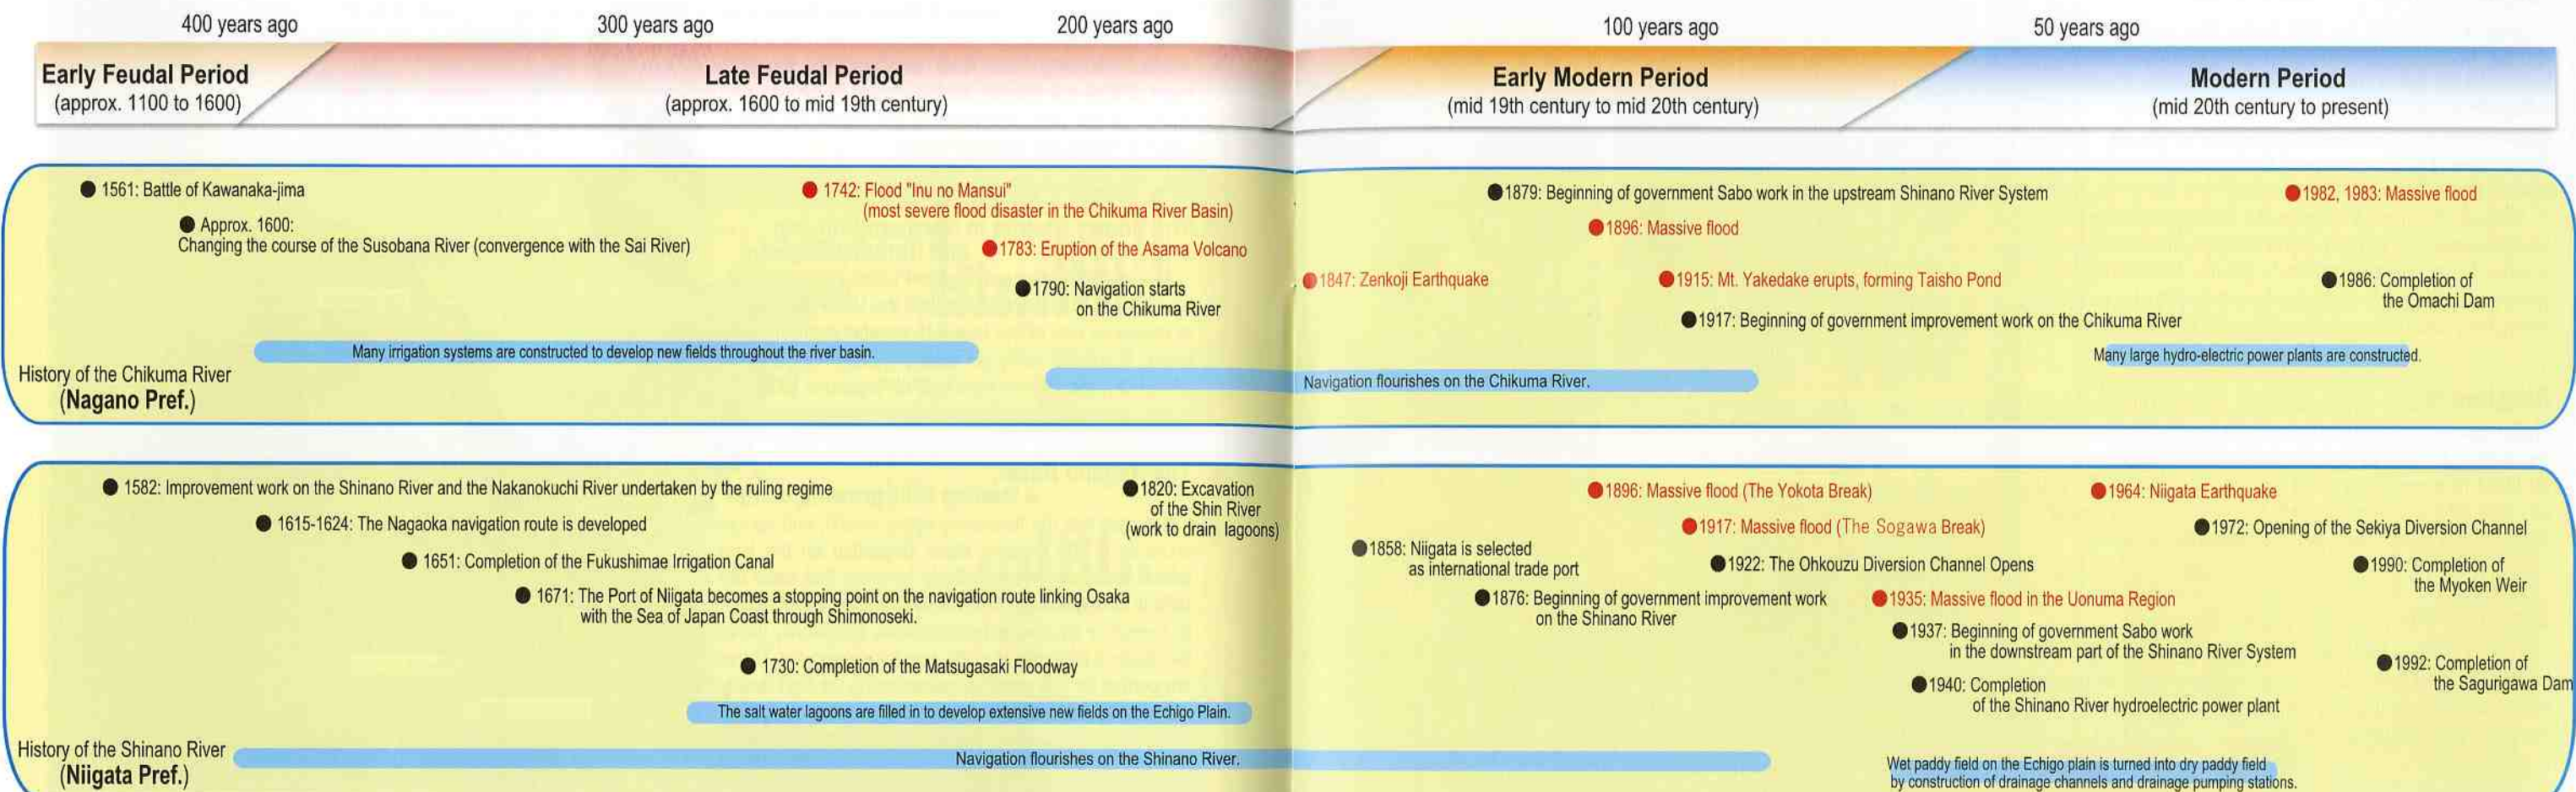 400 years ago
300 years ago
200 years ago
100 years ago
50 years ago
Early Feudal Period
(approx. 1100 to 1600)
Late Feudal Period
(approx. 1600 to mid 19th century)
Early Modern Period
(mid 19th century to mid 20th century)
Modern Period
(mid 20th century to present)
1561: Battle of Kawanaka-jima
Approx. 1600:
Changing the course of the Susobana River (convergence with the Sai River)
1742: Flood "Inu no Mansui"
(most severe flood disaster in the Chikuma River Basin)
1783: Eruption of the Asama Volcano
1790: Navigation starts
on the Chikuma River
1847: Zenkoji Earthquake
1879: Beginning of government Sabo work in the upstream Shinano River System
1896: Massive flood
1915: Mt. Yakedake erupts, forming Taisho Pond
1917: Beginning of government improvement work on the Chikuma River
1982, 1983: Massive flood
1986: Completion of
the Omachi Dam
Many irrigation systems are constructed to develop new fields throughout the river basin.
Navigation flourishes on the Chikuma River.
Many large hydro-electric power plants are constructed.
History of the Chikuma River
(Nagano Pref.)
1582: Improvement work on the Shinano River and the Nakanokuchi River undertaken by the ruling regime
1615-1624: The Nagaoka navigation route is developed
1651: Completion of the Fukushimae Irrigation Canal
1671: The Port of Niigata becomes a stopping point on the navigation route linking Osaka
with the Sea of Japan Coast through Shimonoseki.
1730: Completion of the Matsugasaki Floodway
1820: Excavation
of the Shin River
(work to drain lagoons)
1858: Niigata is selected
as international trade port
1876: Beginning of government improvement work
on the Shinano River
1896: Massive flood (The Yokota Break)
1917: Massive flood (The Sogawa Break)
1922: The Ohkouzu Diversion Channel Opens
1935: Massive flood in the Uonuma Region
1937: Beginning of government Sabo work
in the downstream part of the Shinano River System
1940: Completion
of the Shinano River hydroelectric power plant
1964: Niigata Earthquake
1972: Opening of the Sekiya Diversion Channel
1990: Completion of
the Myoken Weir
1992: Completion of
the Sagurigawa Dam
The salt water lagoons are filled in to develop extensive new fields on the Echigo Plain.
Navigation flourishes on the Shinano River.
Wet paddy field on the Echigo plain is turned into dry paddy field
by construction of drainage channels and drainage pumping stations.
History of the Shinano River
(Niigata Pref.)